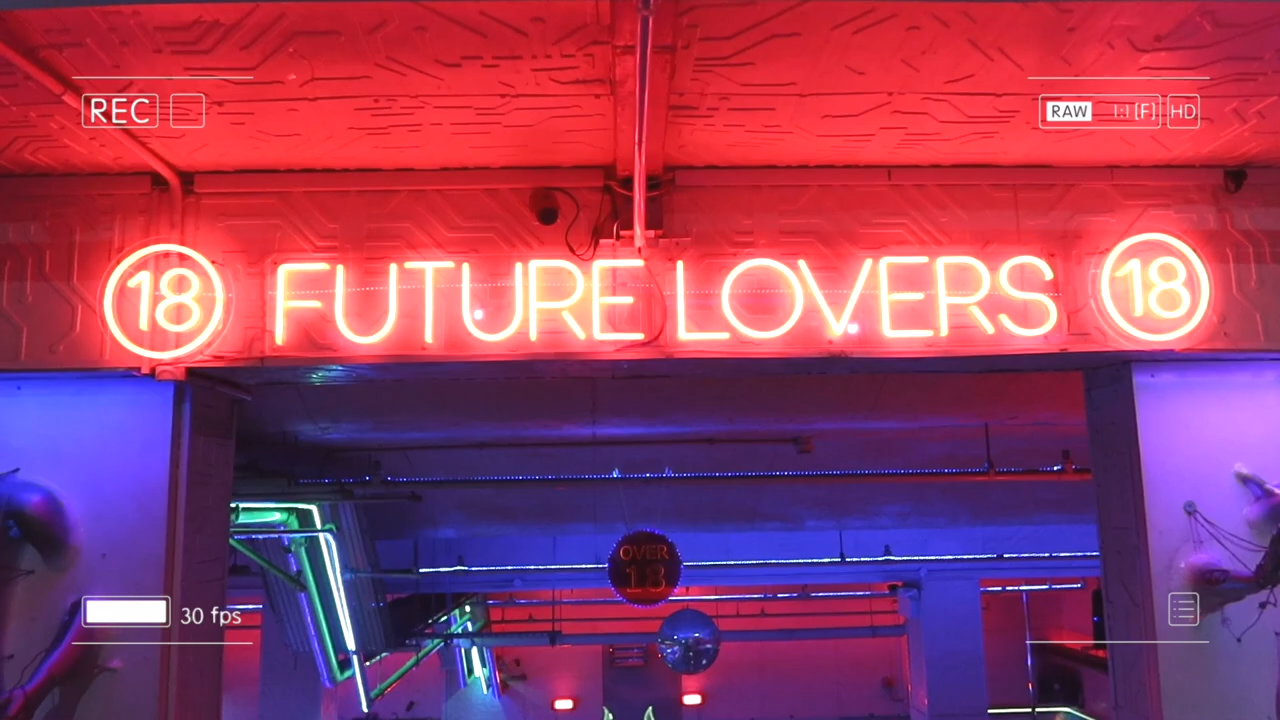 REC
RAW 1:1 [F] HD
18 FUTURE LOVERS 18
OVER
18
30 fps